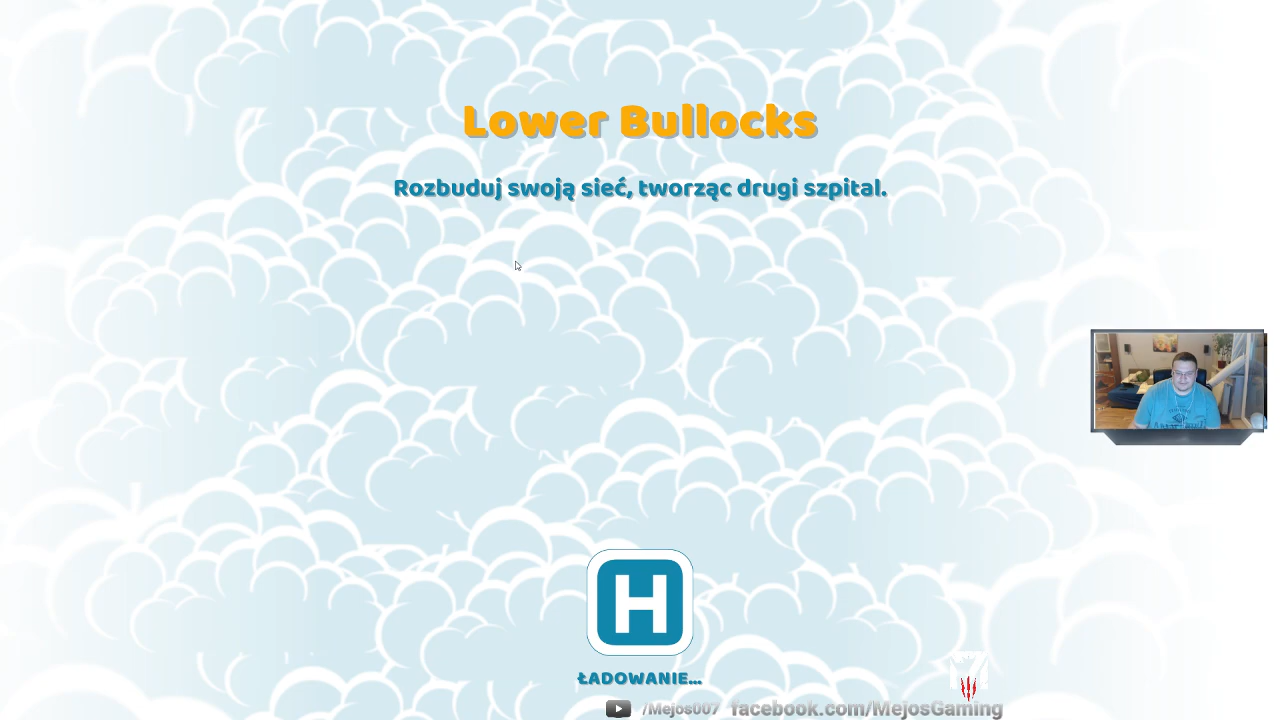 Lower Bullocks
Rozbuduj swoją sieć, tworząc drugi szpital.
H
ŁADOWANIE...
/Mejos007 facebook.com/MejosGaming